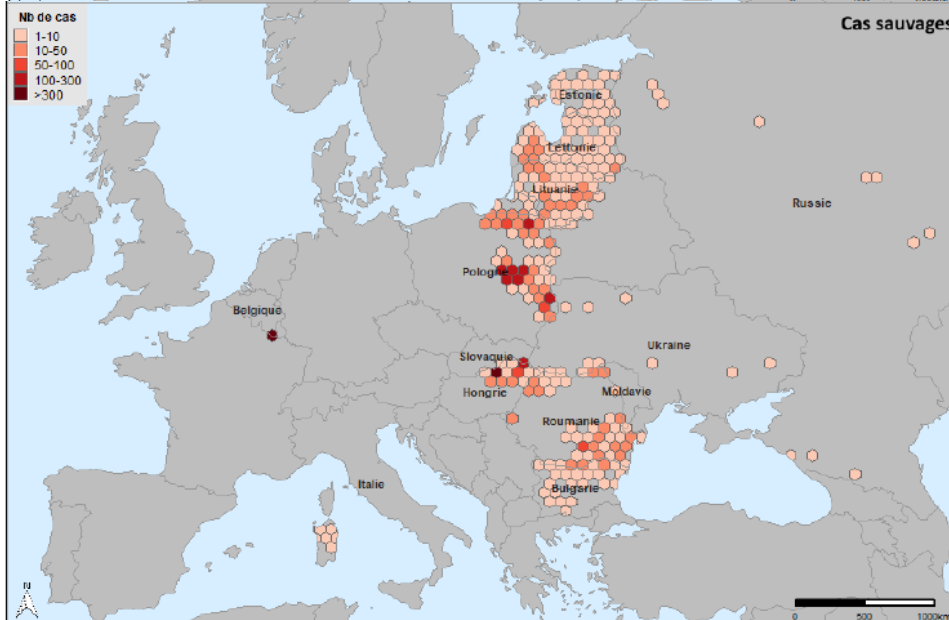 Nb de cas
1-10
10-50
50-100
100-300
>300
Cas sauvages
Estonie
Lettonie
Lituanie
Russie
Pologne
Belgique
Ukraine
Slovaquie
Hongrie
Moldavie
Roumanie
Italie
Bulgarie
N
0 500 1000km